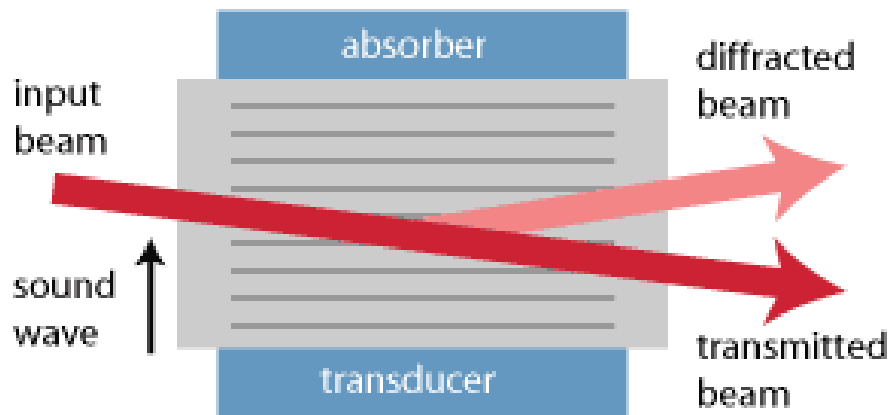 absorber
input
beam
diffracted
beam
sound
wave
transmitted
beam
transducer